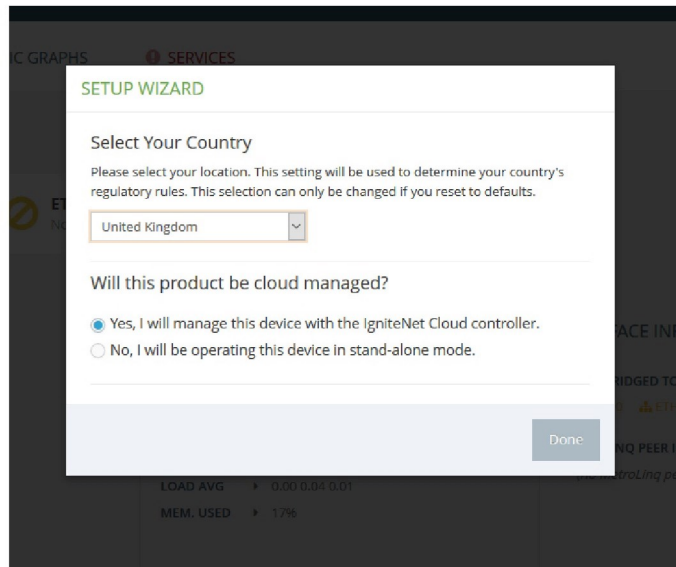 IC GRAPHS SERVICES
SETUP WIZARD
Select Your Country
Please select your location. This setting will be used to determine your country's
regulatory rules. This selection can only be changed if you reset to defaults.
United Kingdom
Will this product be cloud managed?
Yes, I will manage this device with the IgniteNet Cloud controller.
No, I will be operating this device in stand-alone mode.
Done
LOAD AVG 0.00 0.04 0.01
MEM. USED 17%